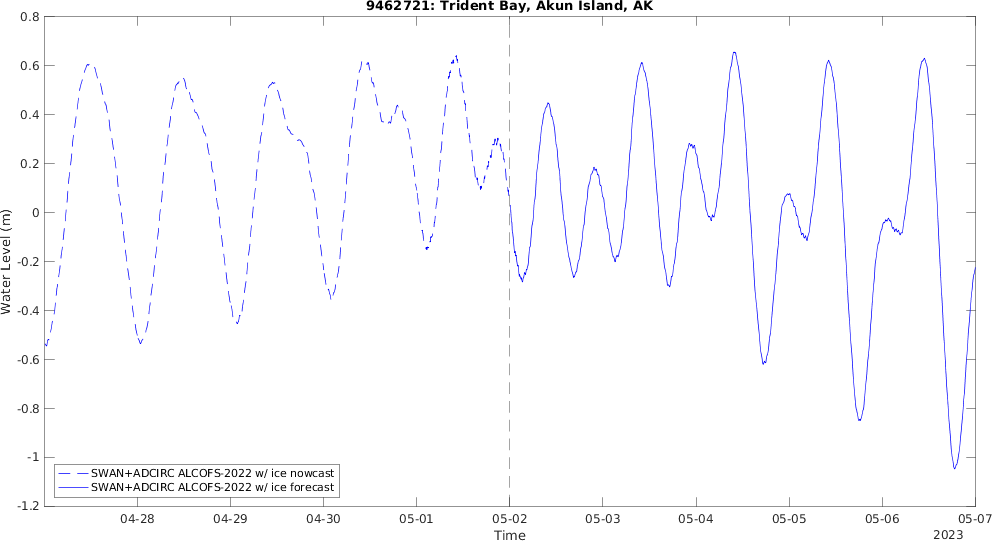 9462721: Trident Bay, Akun Island, AK
0.8
0.6
0.4
0.2
0
-0.2
-0.4
-0.6
-0.8
-1
-1.2
Water Level (m)
SWAN+ADCIRC ALCOFS-2022 w/ ice nowcast
SWAN+ADCIRC ALCOFS-2022 w/ ice forecast
04-28 04-29 04-30 05-01 05-02 05-03 05-04 05-05 05-06 05-07
Time
2023